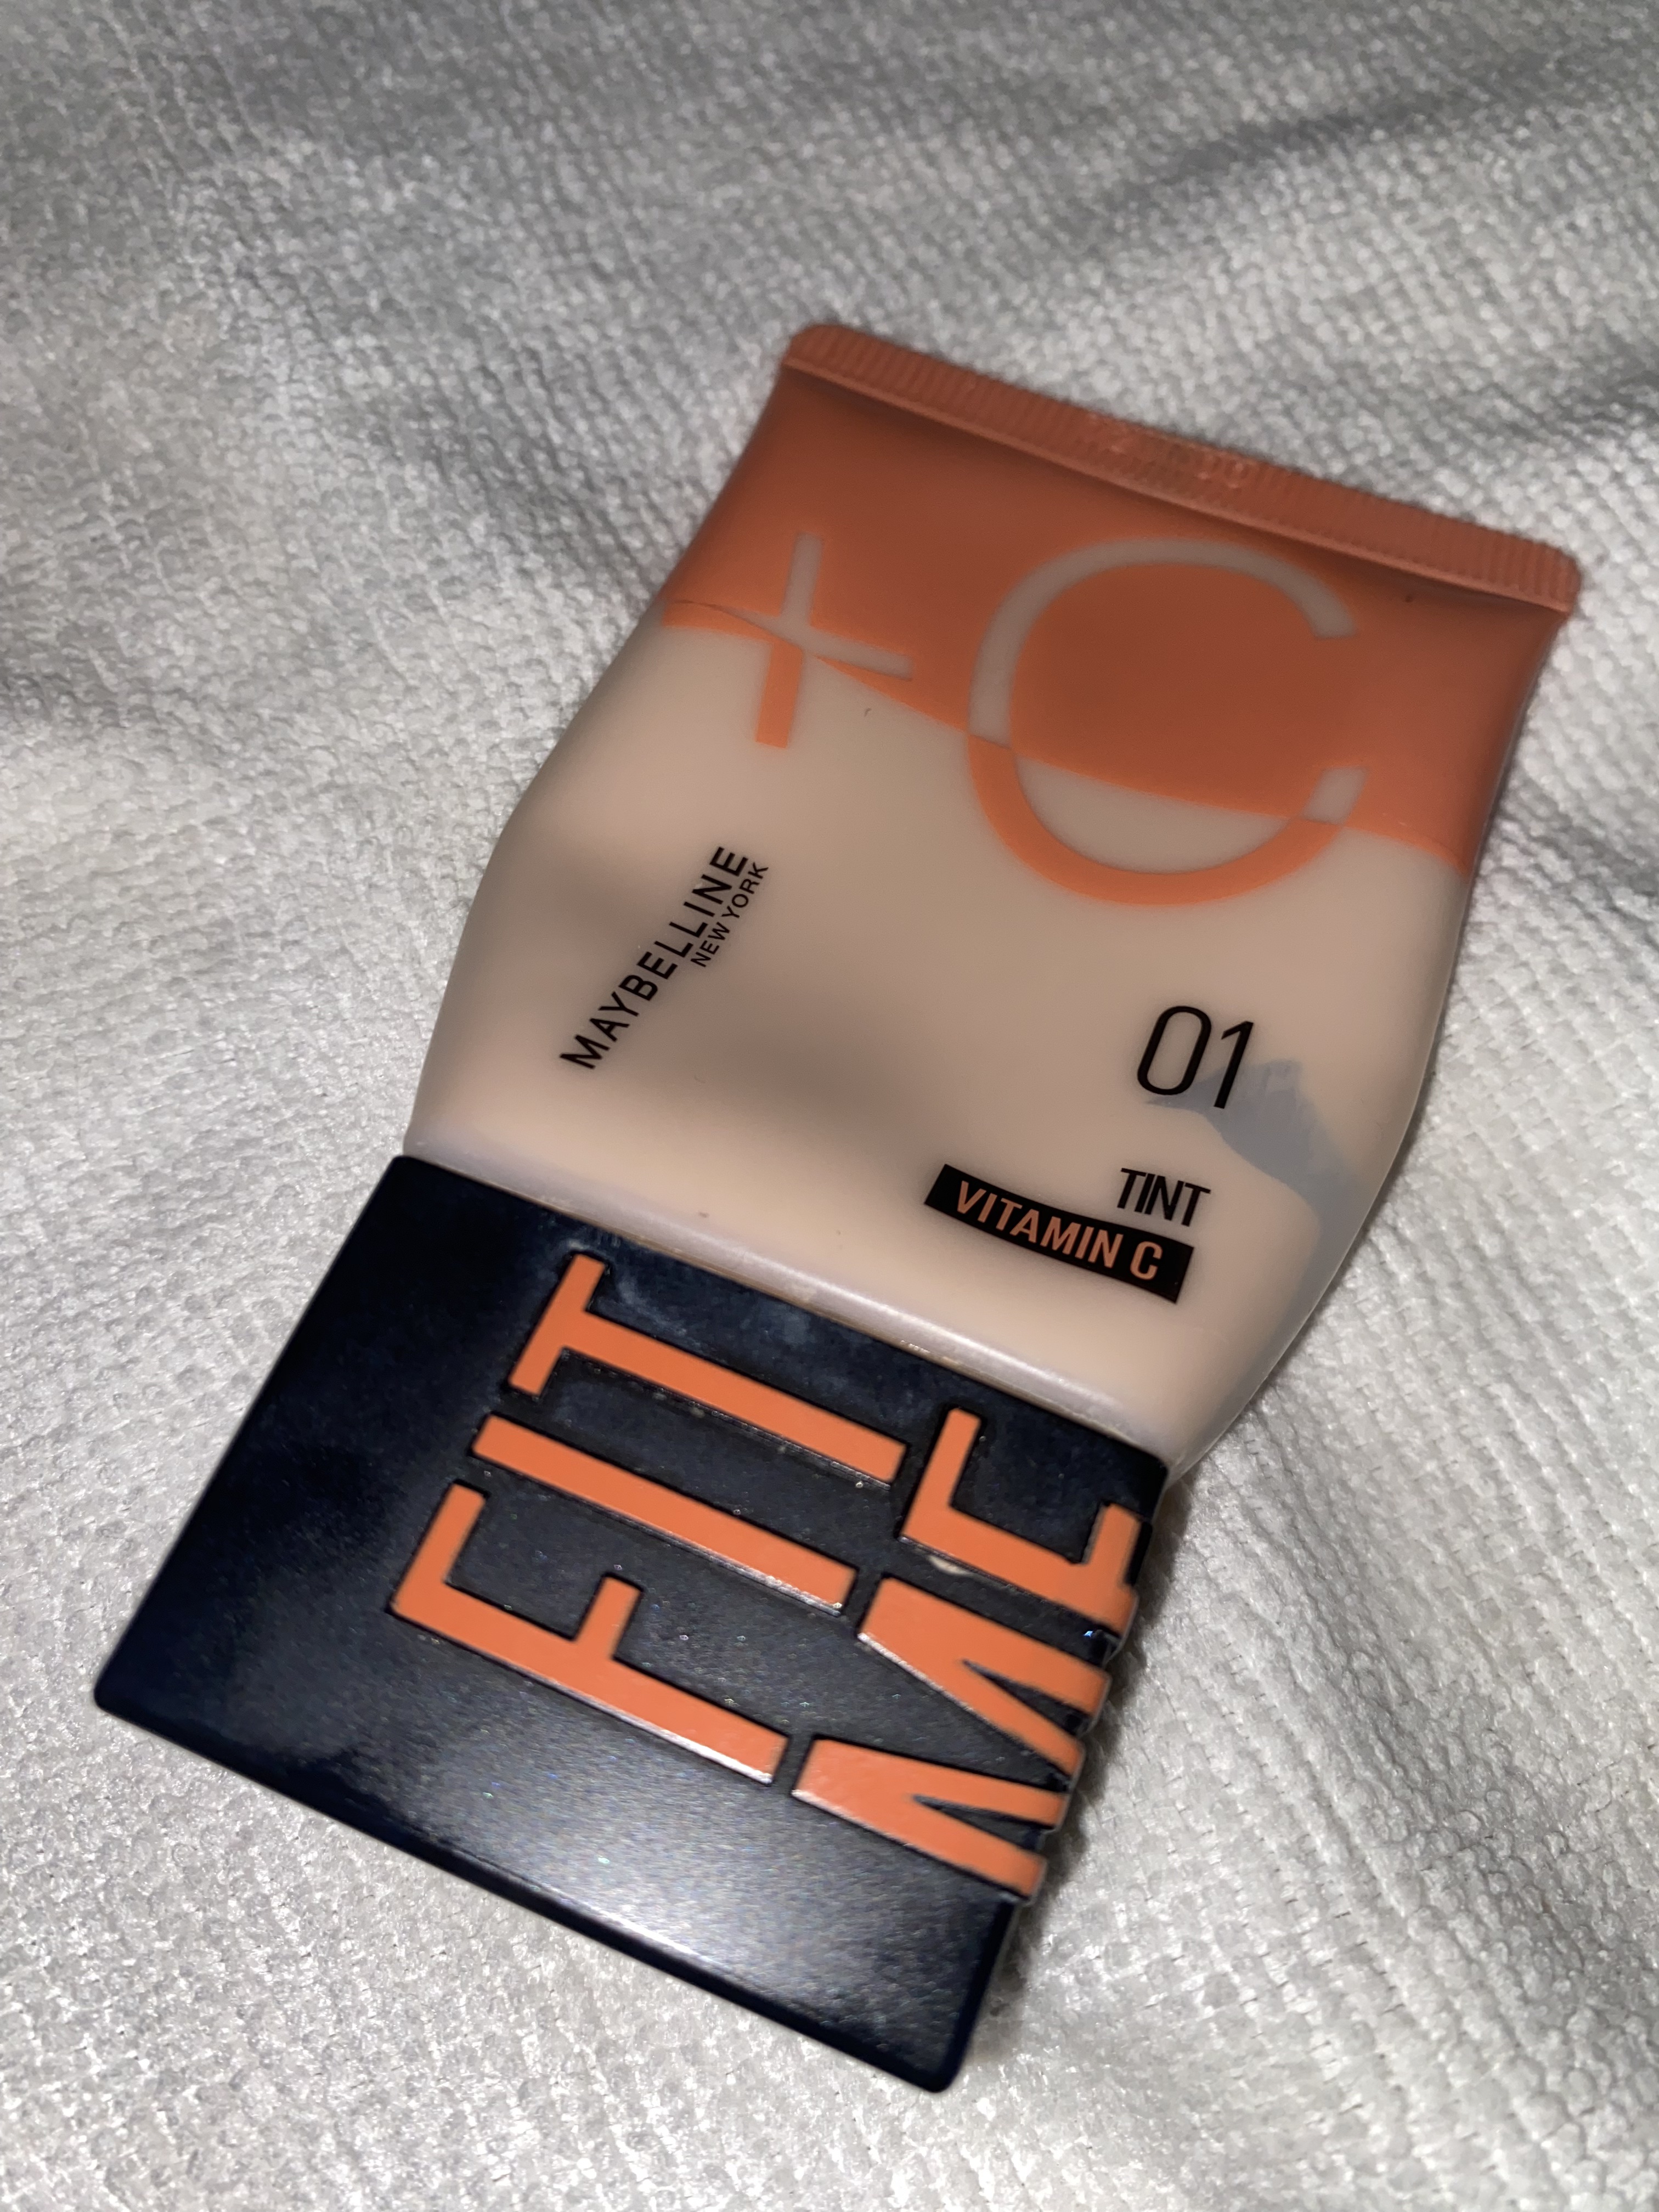 +C
MAYBELLINE
NEW YORK
01
TINT
VITAMIN C
FIT
ME